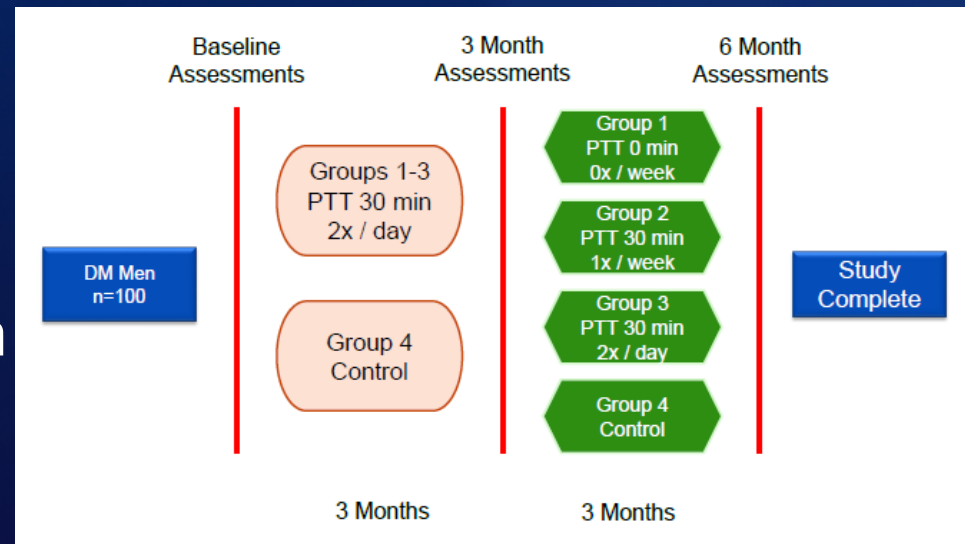 Baseline
Assessments
3 Month
Assessments
6 Month
Assessments
DM Men
n=100
Groups 1-3
PTT 30 min
2x / day
Group 4
Control
Group 1
PTT 0 min
0x / week
Group 2
PTT 30 min
1x / week
Group 3
PTT 30 min
2x / day
Group 4
Control
Study
Complete
3 Months
3 Months